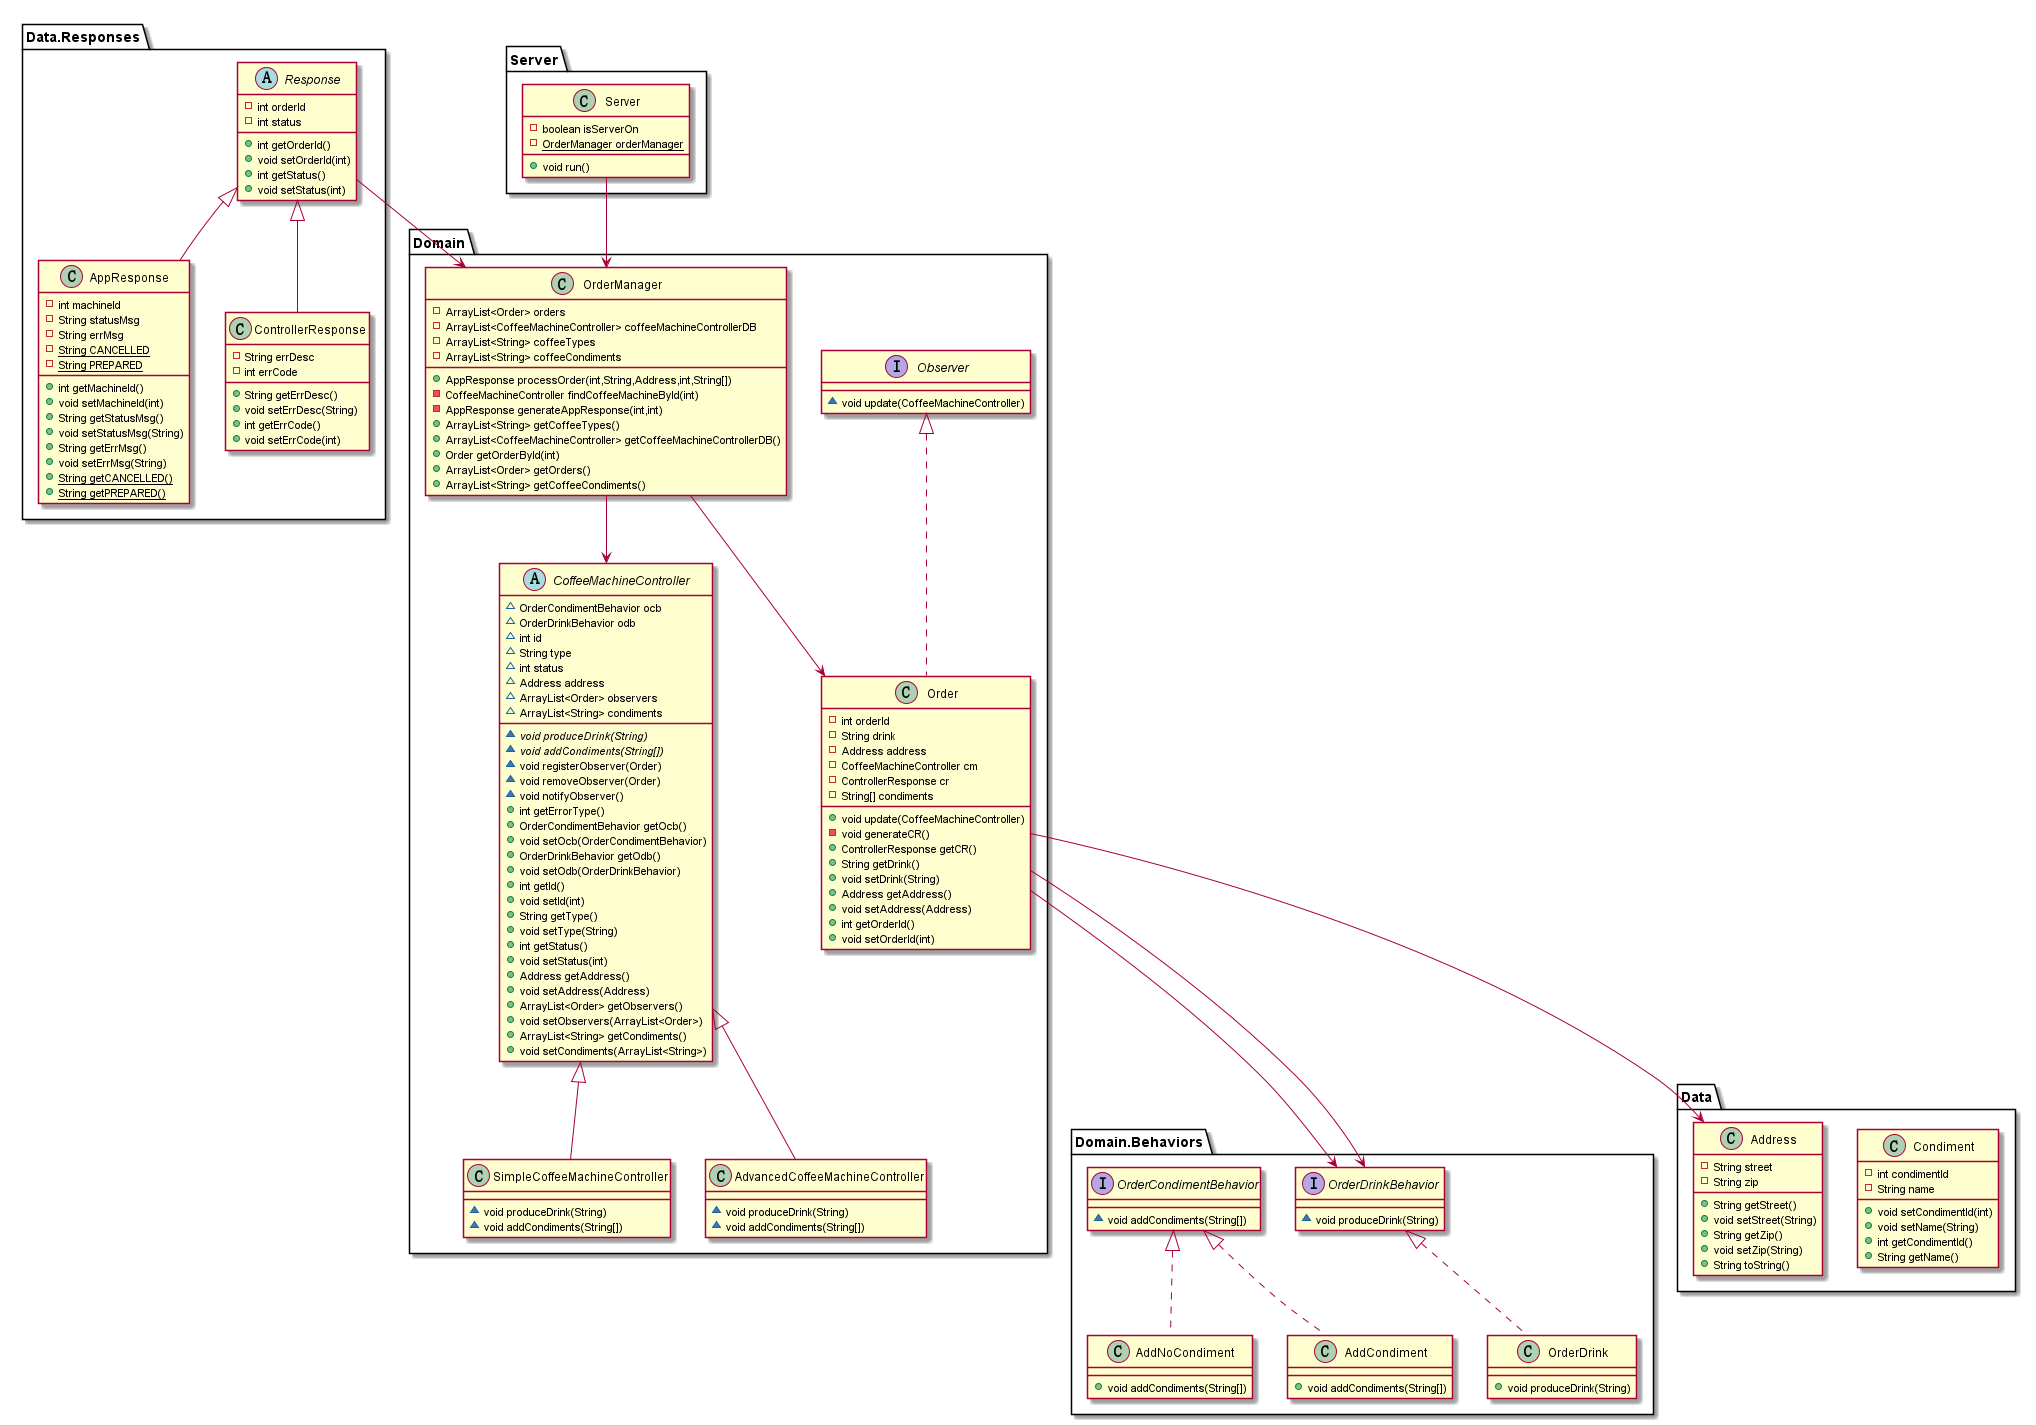 Data.Responses
A Response
int orderId
int status
int getOrderId()
void setOrderId(int)
int getStatus()
void setStatus(int)
C AppResponse
int machineId
String statusMsg
String errMsg
String CANCELLED
String PREPARED
int getMachineId()
void setMachineId(int)
String getStatusMsg()
void setStatusMsg(String)
String getErrMsg()
void setErrMsg(String)
String getCANCELLED()
String getPREPARED()
C ControllerResponse
String errDesc
int errCode
String getErrDesc()
void setErrDesc(String)
int getErrCode()
void setErrCode(int)
Server
C Server
boolean isServerOn
OrderManager orderManager
void run()
Domain
C OrderManager
ArrayList<Order> orders
ArrayList<CoffeeMachineController> coffeeMachineControllerDB
ArrayList<String> coffeeTypes
ArrayList<String> coffeeCondiments
AppResponse processOrder(int,String,Address,int,String[])
CoffeeMachineController findCoffeeMachineById(int)
AppResponse generateAppResponse(int,int)
ArrayList<String> getCoffeeTypes()
ArrayList<CoffeeMachineController> getCoffeeMachineControllerDB()
Order getOrderById(int)
ArrayList<Order> getOrders()
ArrayList<String> getCoffeeCondiments()
I Observer
void update(CoffeeMachineController)
A CoffeeMachineController
OrderCondimentBehavior ocb
OrderDrinkBehavior odb
int id
String type
int status
Address address
ArrayList<Order> observers
ArrayList<String> condiments
void produceDrink(String)
void addCondiments(String[])
void registerObserver(Order)
void removeObserver(Order)
void notifyObserver()
int getErrorType()
OrderCondimentBehavior getOcb()
void setOcb(OrderCondimentBehavior)
OrderDrinkBehavior getOdb()
void setOdb(OrderDrinkBehavior)
int getId()
void setId(int)
String getType()
void setType(String)
int getStatus()
void setStatus(int)
Address getAddress()
void setAddress(Address)
ArrayList<Order> getObservers()
void setObservers(ArrayList<Order>)
ArrayList<String> getCondiments()
void setCondiments(ArrayList<String>)
C Order
int orderId
String drink
Address address
CoffeeMachineController cm
ControllerResponse cr
String[] condiments
void update(CoffeeMachineController)
void generateCR()
ControllerResponse getCR()
String getDrink()
void setDrink(String)
Address getAddress()
void setAddress(Address)
int getOrderId()
void setOrderId(int)
C SimpleCoffeeMachineController
void produceDrink(String)
void addCondiments(String[])
C AdvancedCoffeeMachineController
void produceDrink(String)
void addCondiments(String[])
Domain.Behaviors
I OrderCondimentBehavior
void addCondiments(String[])
I OrderDrinkBehavior
void produceDrink(String)
C AddNoCondiment
void addCondiments(String[])
C AddCondiment
void addCondiments(String[])
C OrderDrink
void produceDrink(String)
Data
C Address
String street
String zip
String getStreet()
void setStreet(String)
String getZip()
void setZip(String)
String toString()
C Condiment
int condimentId
String name
void setCondimentId(int)
void setName(String)
int getCondimentId()
String getName()